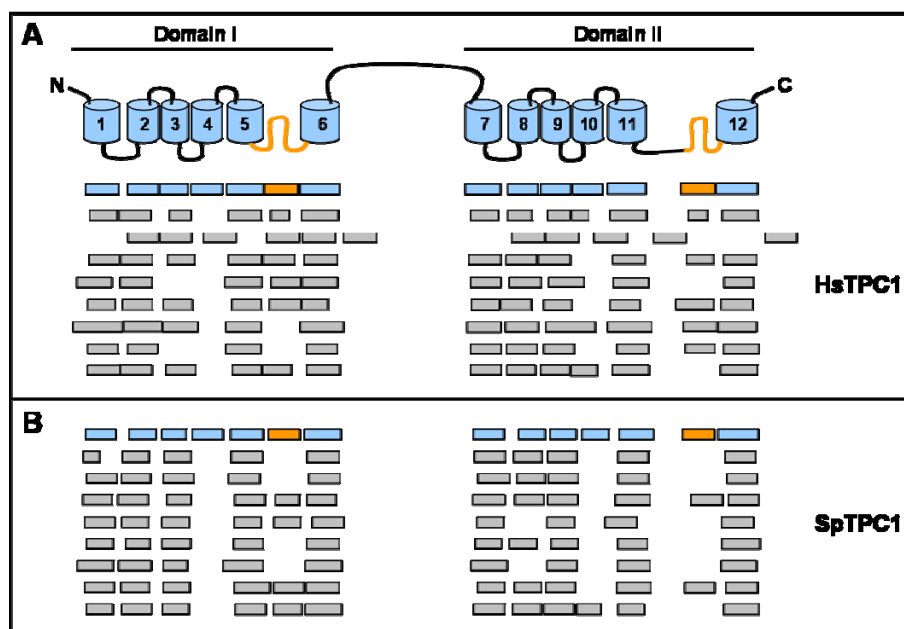 A
Domain I
Domain II
N
C
1 2 3 4 5 6 7 8 9 10 11 12
HsTPC1
B
SpTPC1